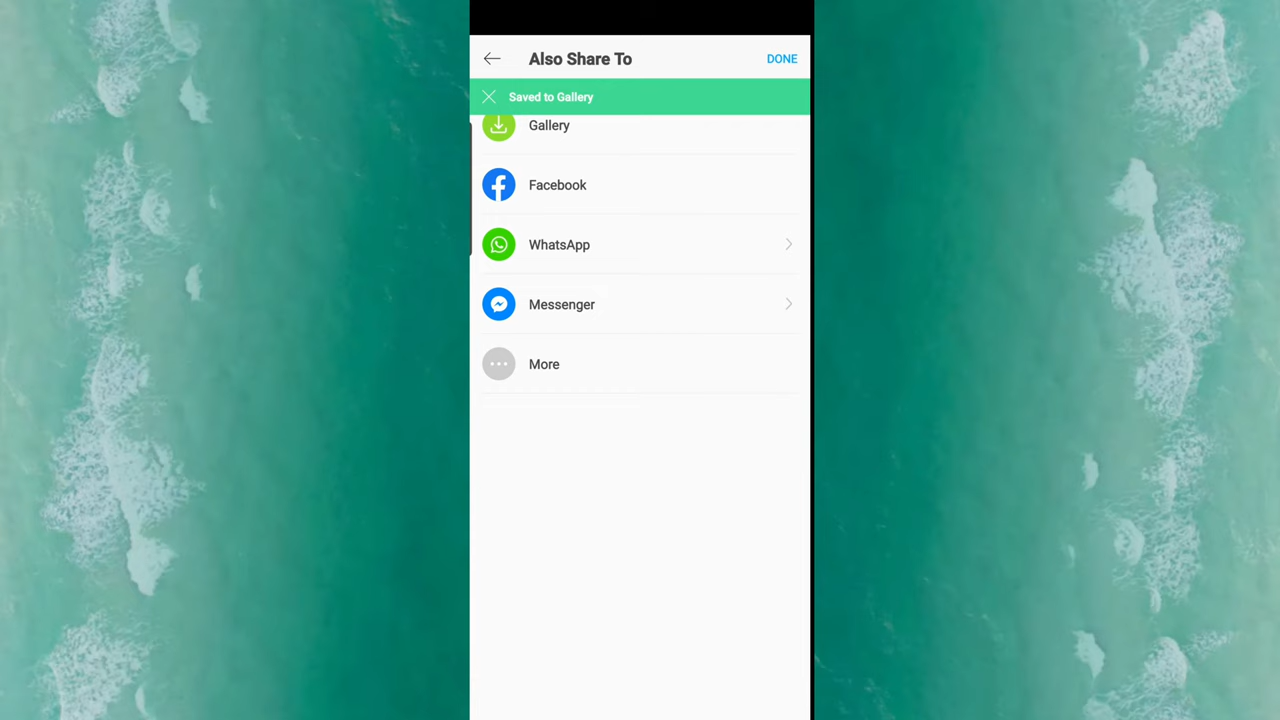 Also Share To
DONE
Saved to Gallery
Gallery
Facebook
WhatsApp
Messenger
More